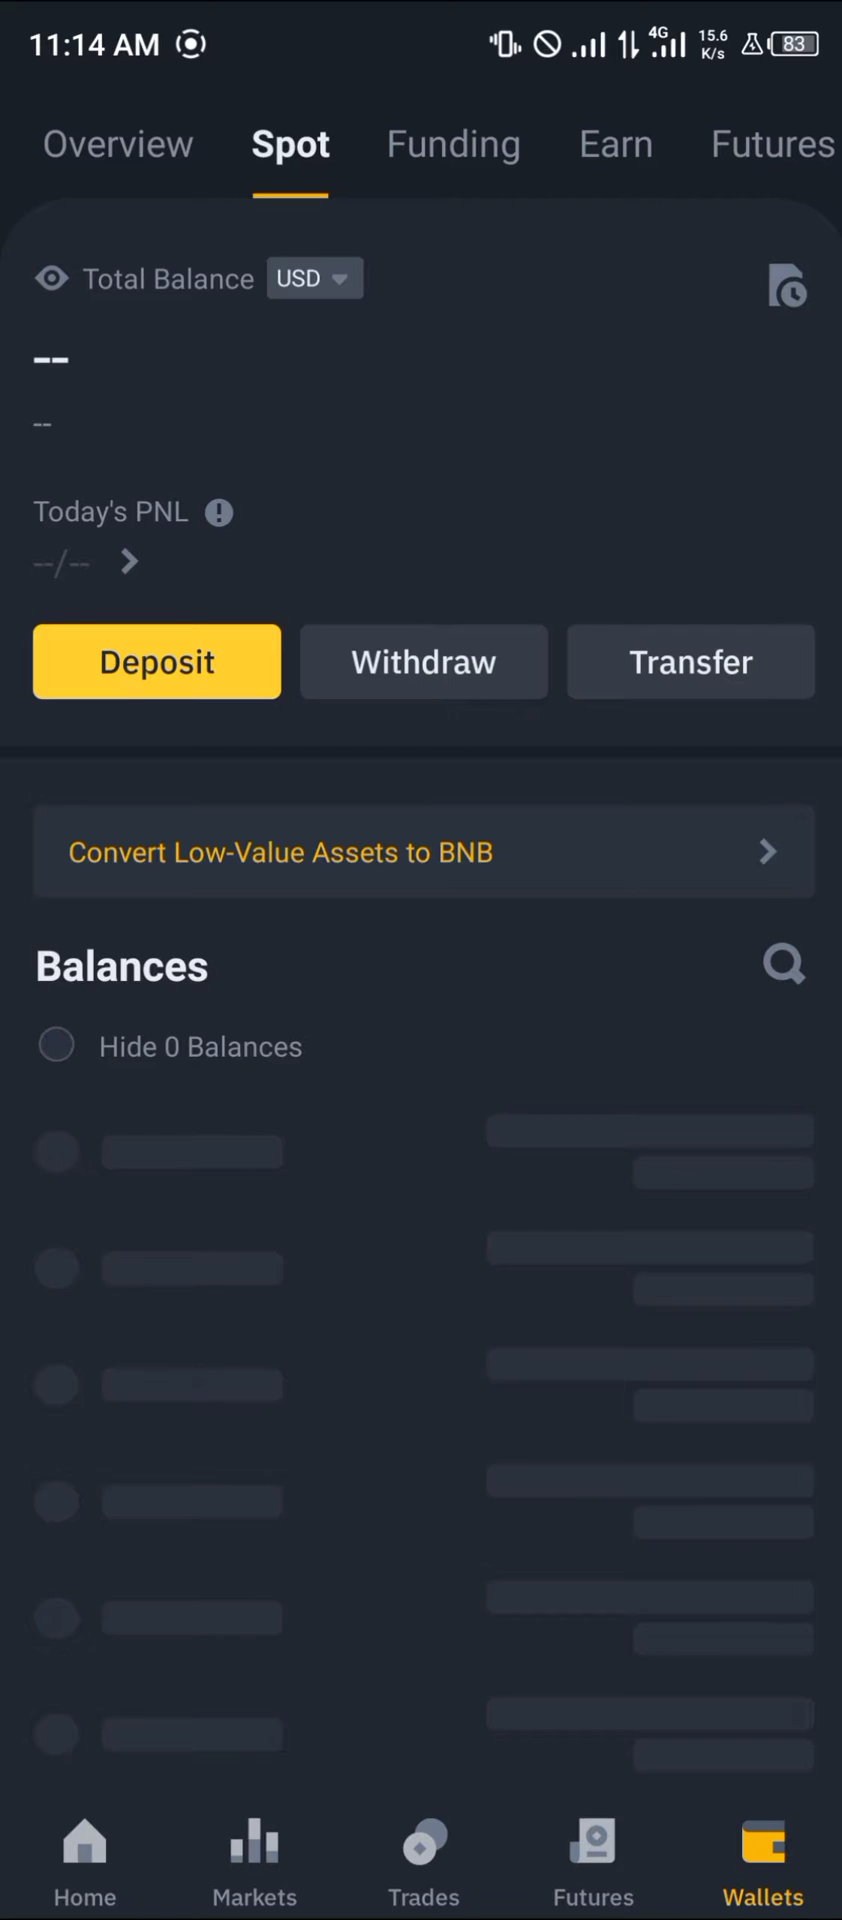 11:14 AM 4G 15.6 K/s 83
Overview Spot Funding Earn Futures
Total Balance USD
--
--
Today's PNL
--/--
Deposit Withdraw Transfer
Convert Low-Value Assets to BNB
Balances
Hide 0 Balances
Home Markets Trades Futures Wallets